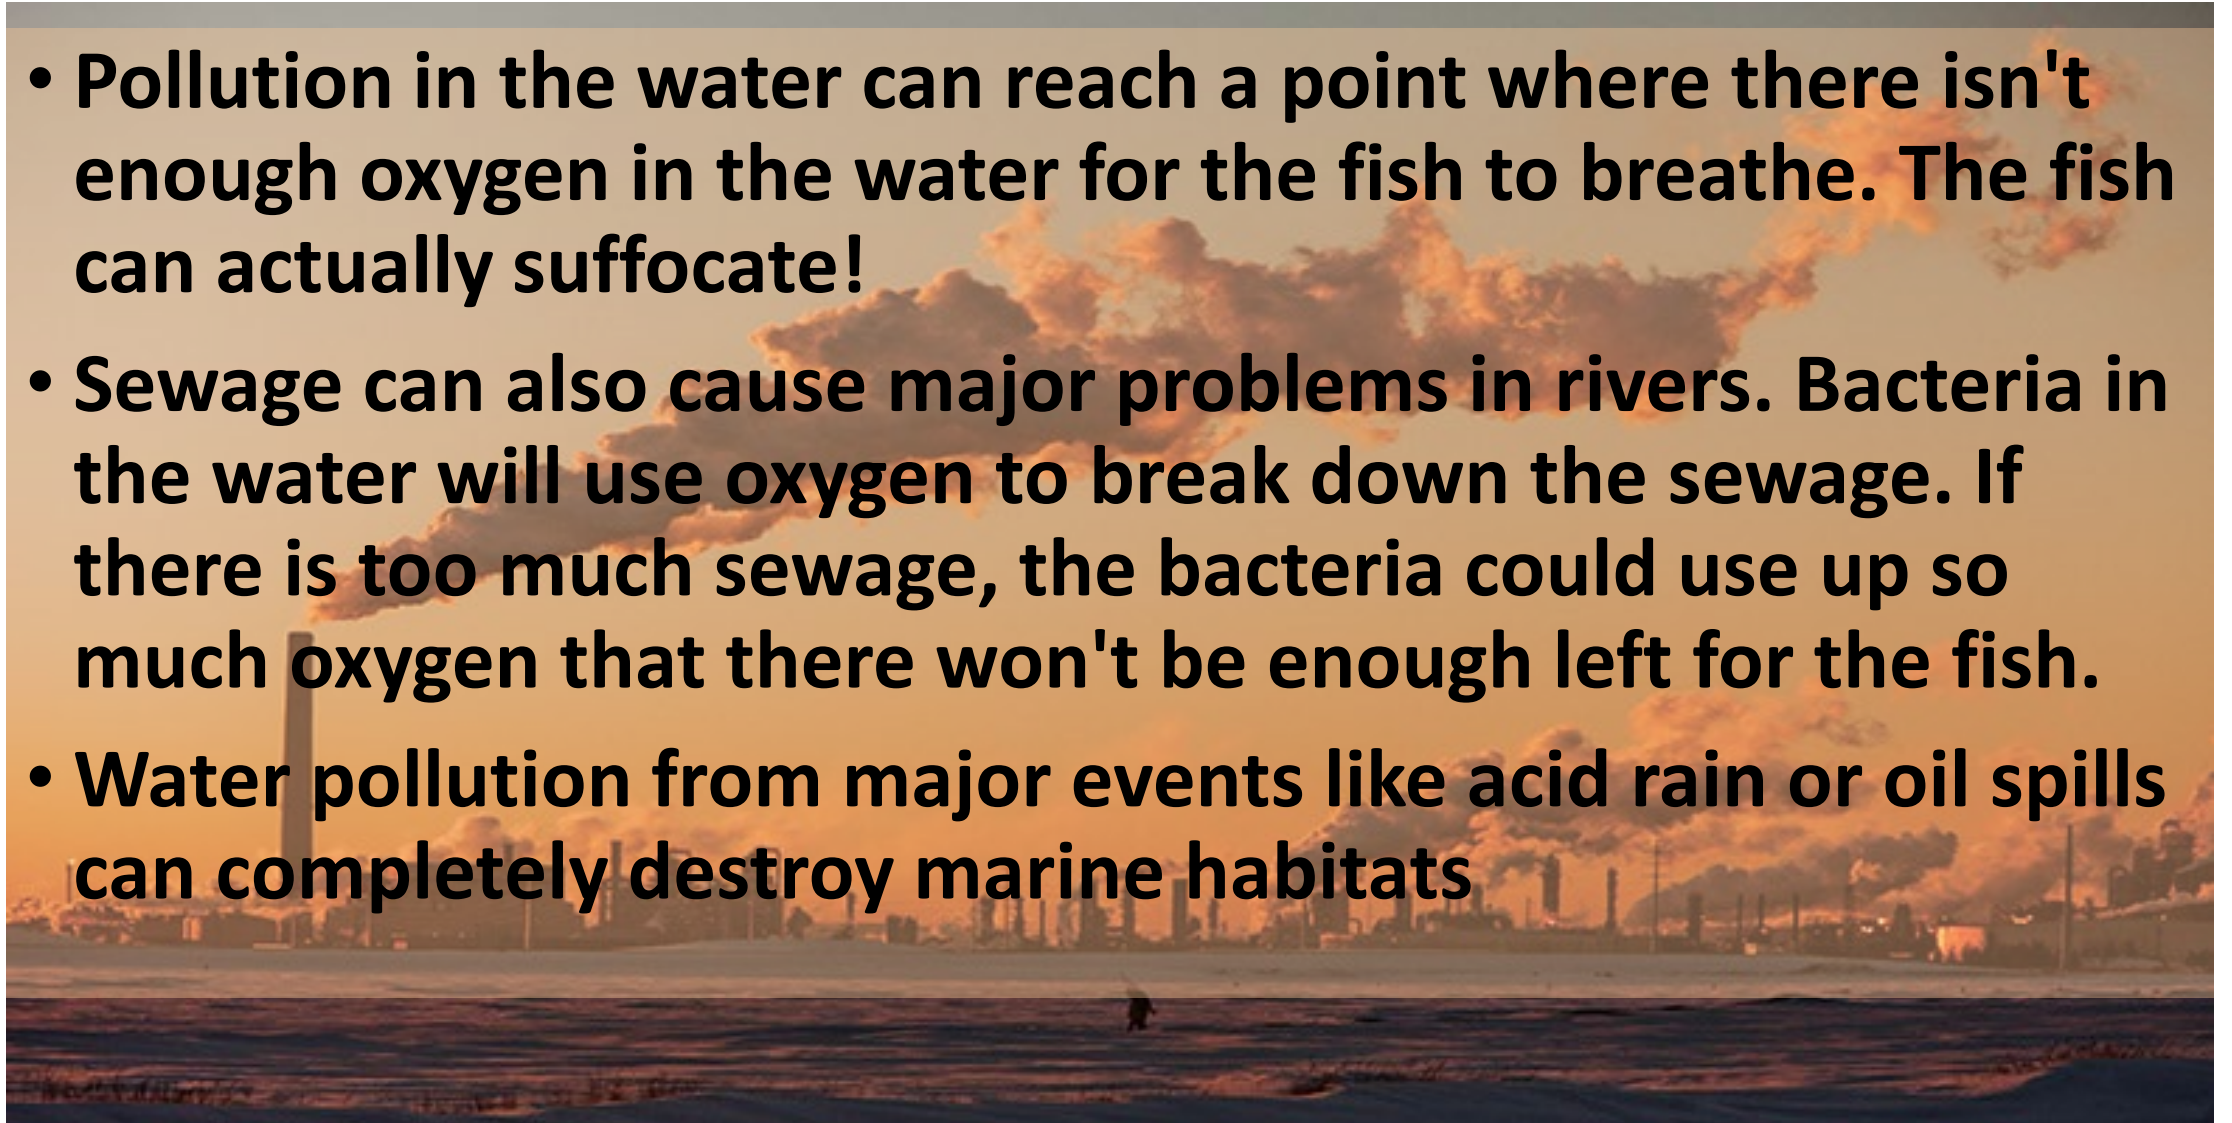 • Pollution in the water can reach a point where there isn't
enough oxygen in the water for the fish to breathe. The fish
can actually suffocate!
• Sewage can also cause major problems in rivers. Bacteria in
the water will use oxygen to break down the sewage. If
there is too much sewage, the bacteria could use up so
much oxygen that there won't be enough left for the fish.
• Water pollution from major events like acid rain or oil spills
can completely destroy marine habitats